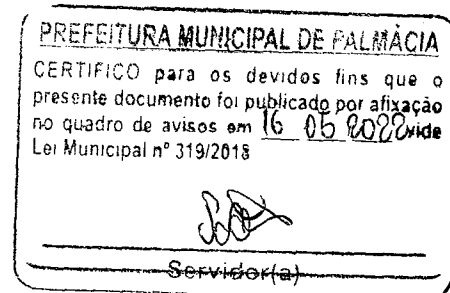 PREFEITURA MUNICIPAL DE PALMÁCIA
CERTIFICO para os devidos fins que o
presente documento foi publicado por afixação
no quadro de avisos em 16 05 2022 vide
Lei Municipal nº 319/2018
Servidor(a)